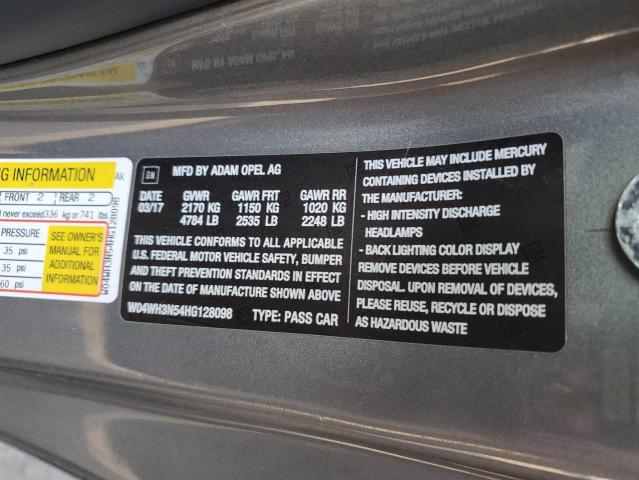 NG INFORMATION
AK
FRONT 2 REAR 2
d never exceed 336 kg or 741 lbs
PRESSURE
35 psi
35 psi
60 psi
SEE OWNER'S
MANUAL FOR
ADDITIONAL
INFORMATION
W04WH3N54HG128098
GM
MFD BY ADAM OPEL AG
DATE GVWR GAWR FRT GAWR RR
03/17 2170 KG 1150 KG 1020 KG
4784 LB 2535 LB 2248 LB
THIS VEHICLE CONFORMS TO ALL APPLICABLE
U.S. FEDERAL MOTOR VEHICLE SAFETY, BUMPER
AND THEFT PREVENTION STANDARDS IN EFFECT
ON THE DATE OF MANUFACTURE SHOWN ABOVE
W04WH3N54HG128098 TYPE: PASS CAR
THIS VEHICLE MAY INCLUDE MERCURY
CONTAINING DEVICES INSTALLED BY
THE MANUFACTURER:
- HIGH INTENSITY DISCHARGE
HEADLAMPS
- BACK LIGHTING COLOR DISPLAY
REMOVE DEVICES BEFORE VEHICLE
DISPOSAL. UPON REMOVAL OF DEVICES,
PLEASE REUSE, RECYCLE OR DISPOSE
AS HAZARDOUS WASTE